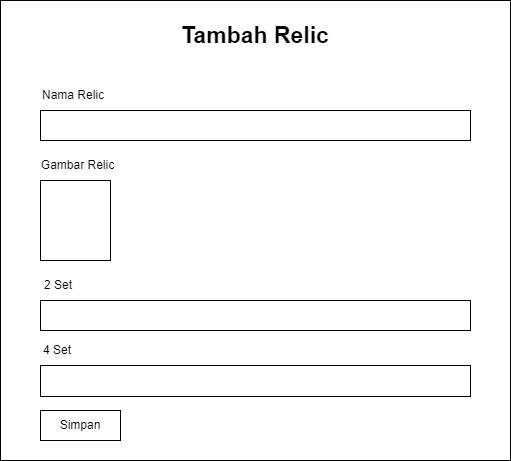 Tambah Relic
Nama Relic
Gambar Relic
2 Set
4 Set
Simpan